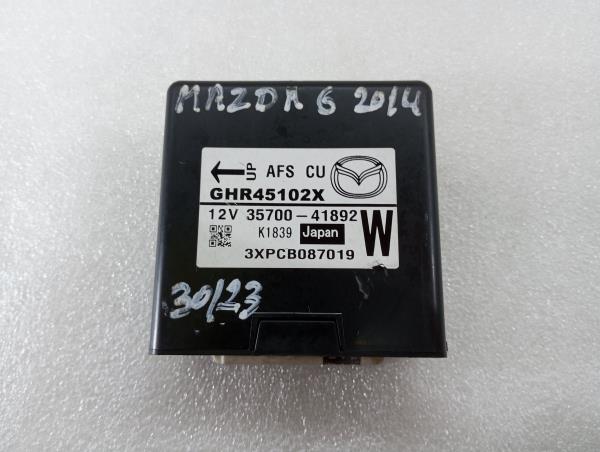 MAZDA 6 2014
UP AFS CU
GHR45102X
12V 35700-41892
K1839 Japan W
3XPCB087019
30/23